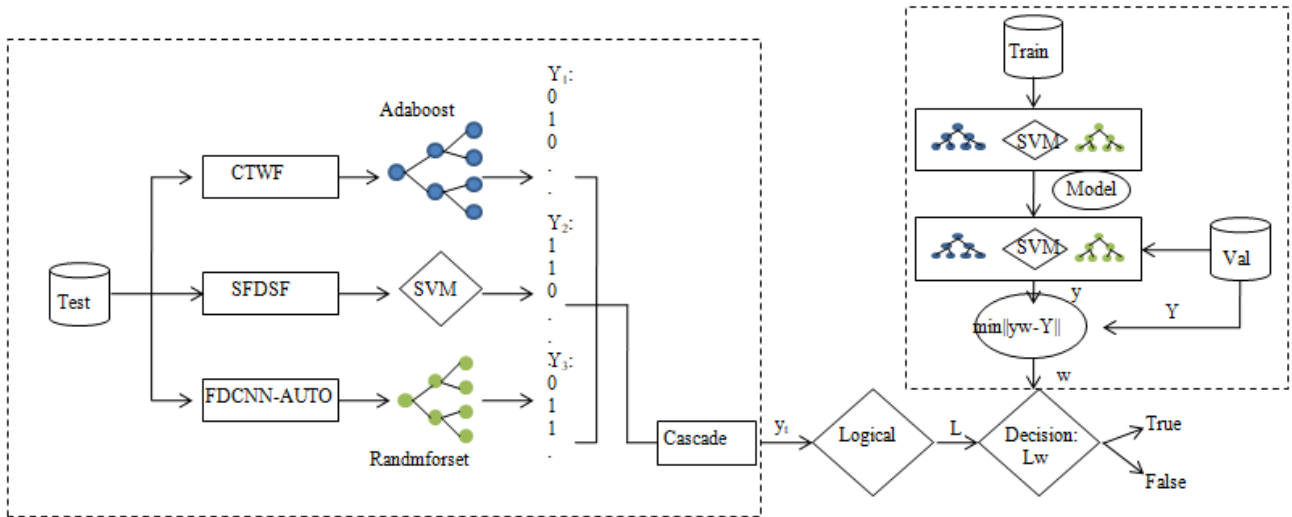 Test
CTWF
SFDSF
FDCNN-AUTO
Adaboost
SVM
Randmforset
Y₁:
0
1
0
.
.
Y₂:
1
1
0
.
.
Y₃:
0
1
1
.
Cascade
yₜ
Logical
L
Decision:
Lw
True
False
Train
SVM
Model
SVM
Val
y
min||yw-Y||
Y
w